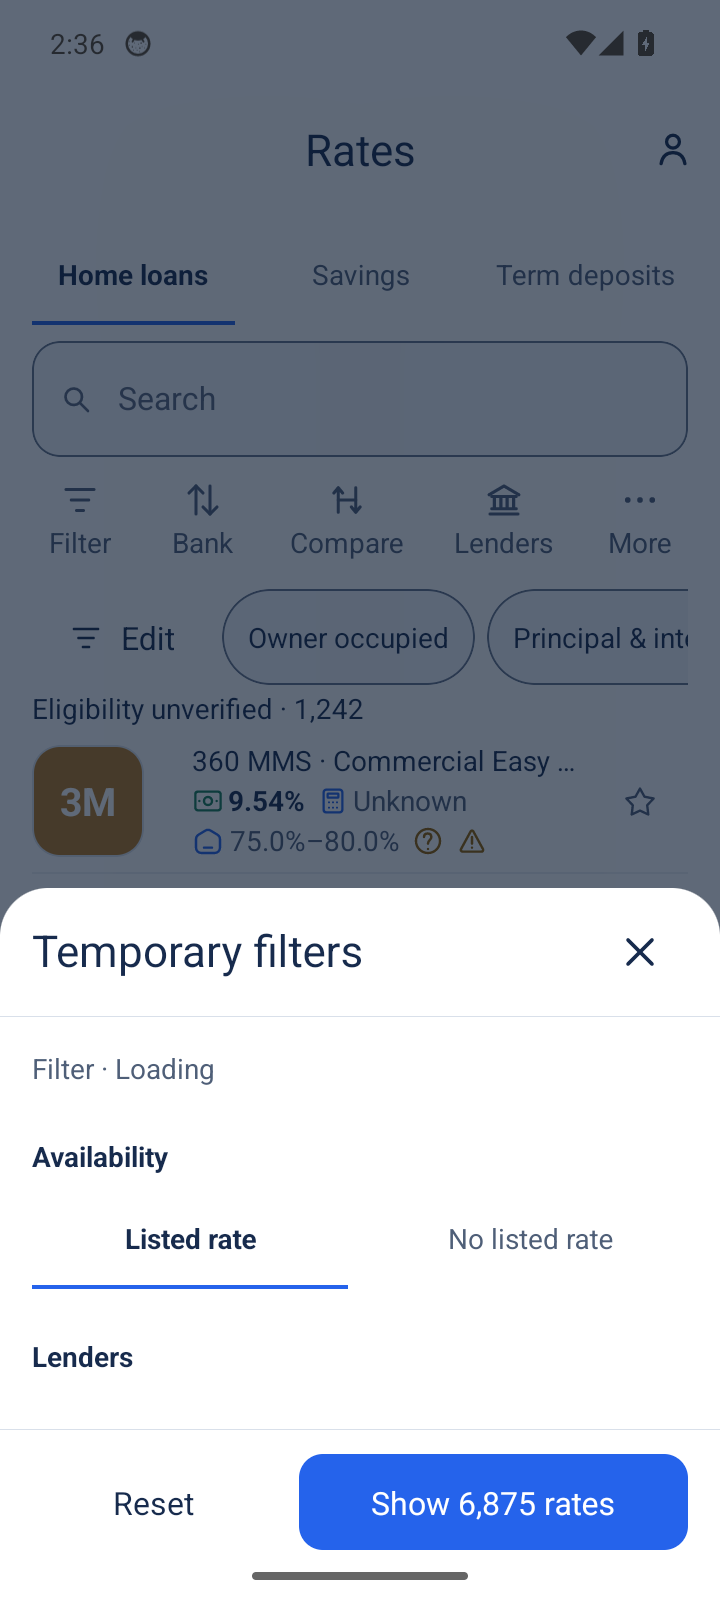 2:36
Rates
Home loans
Savings
Term deposits
Search
Filter
Bank
Compare
Lenders
More
Edit
Owner occupied
Principal & inte
Eligibility unverified · 1,242
3M
360 MMS · Commercial Easy ...
9.54% Unknown
75.0%–80.0%
Temporary filters
Filter · Loading
Availability
Listed rate
No listed rate
Lenders
Reset
Show 6,875 rates